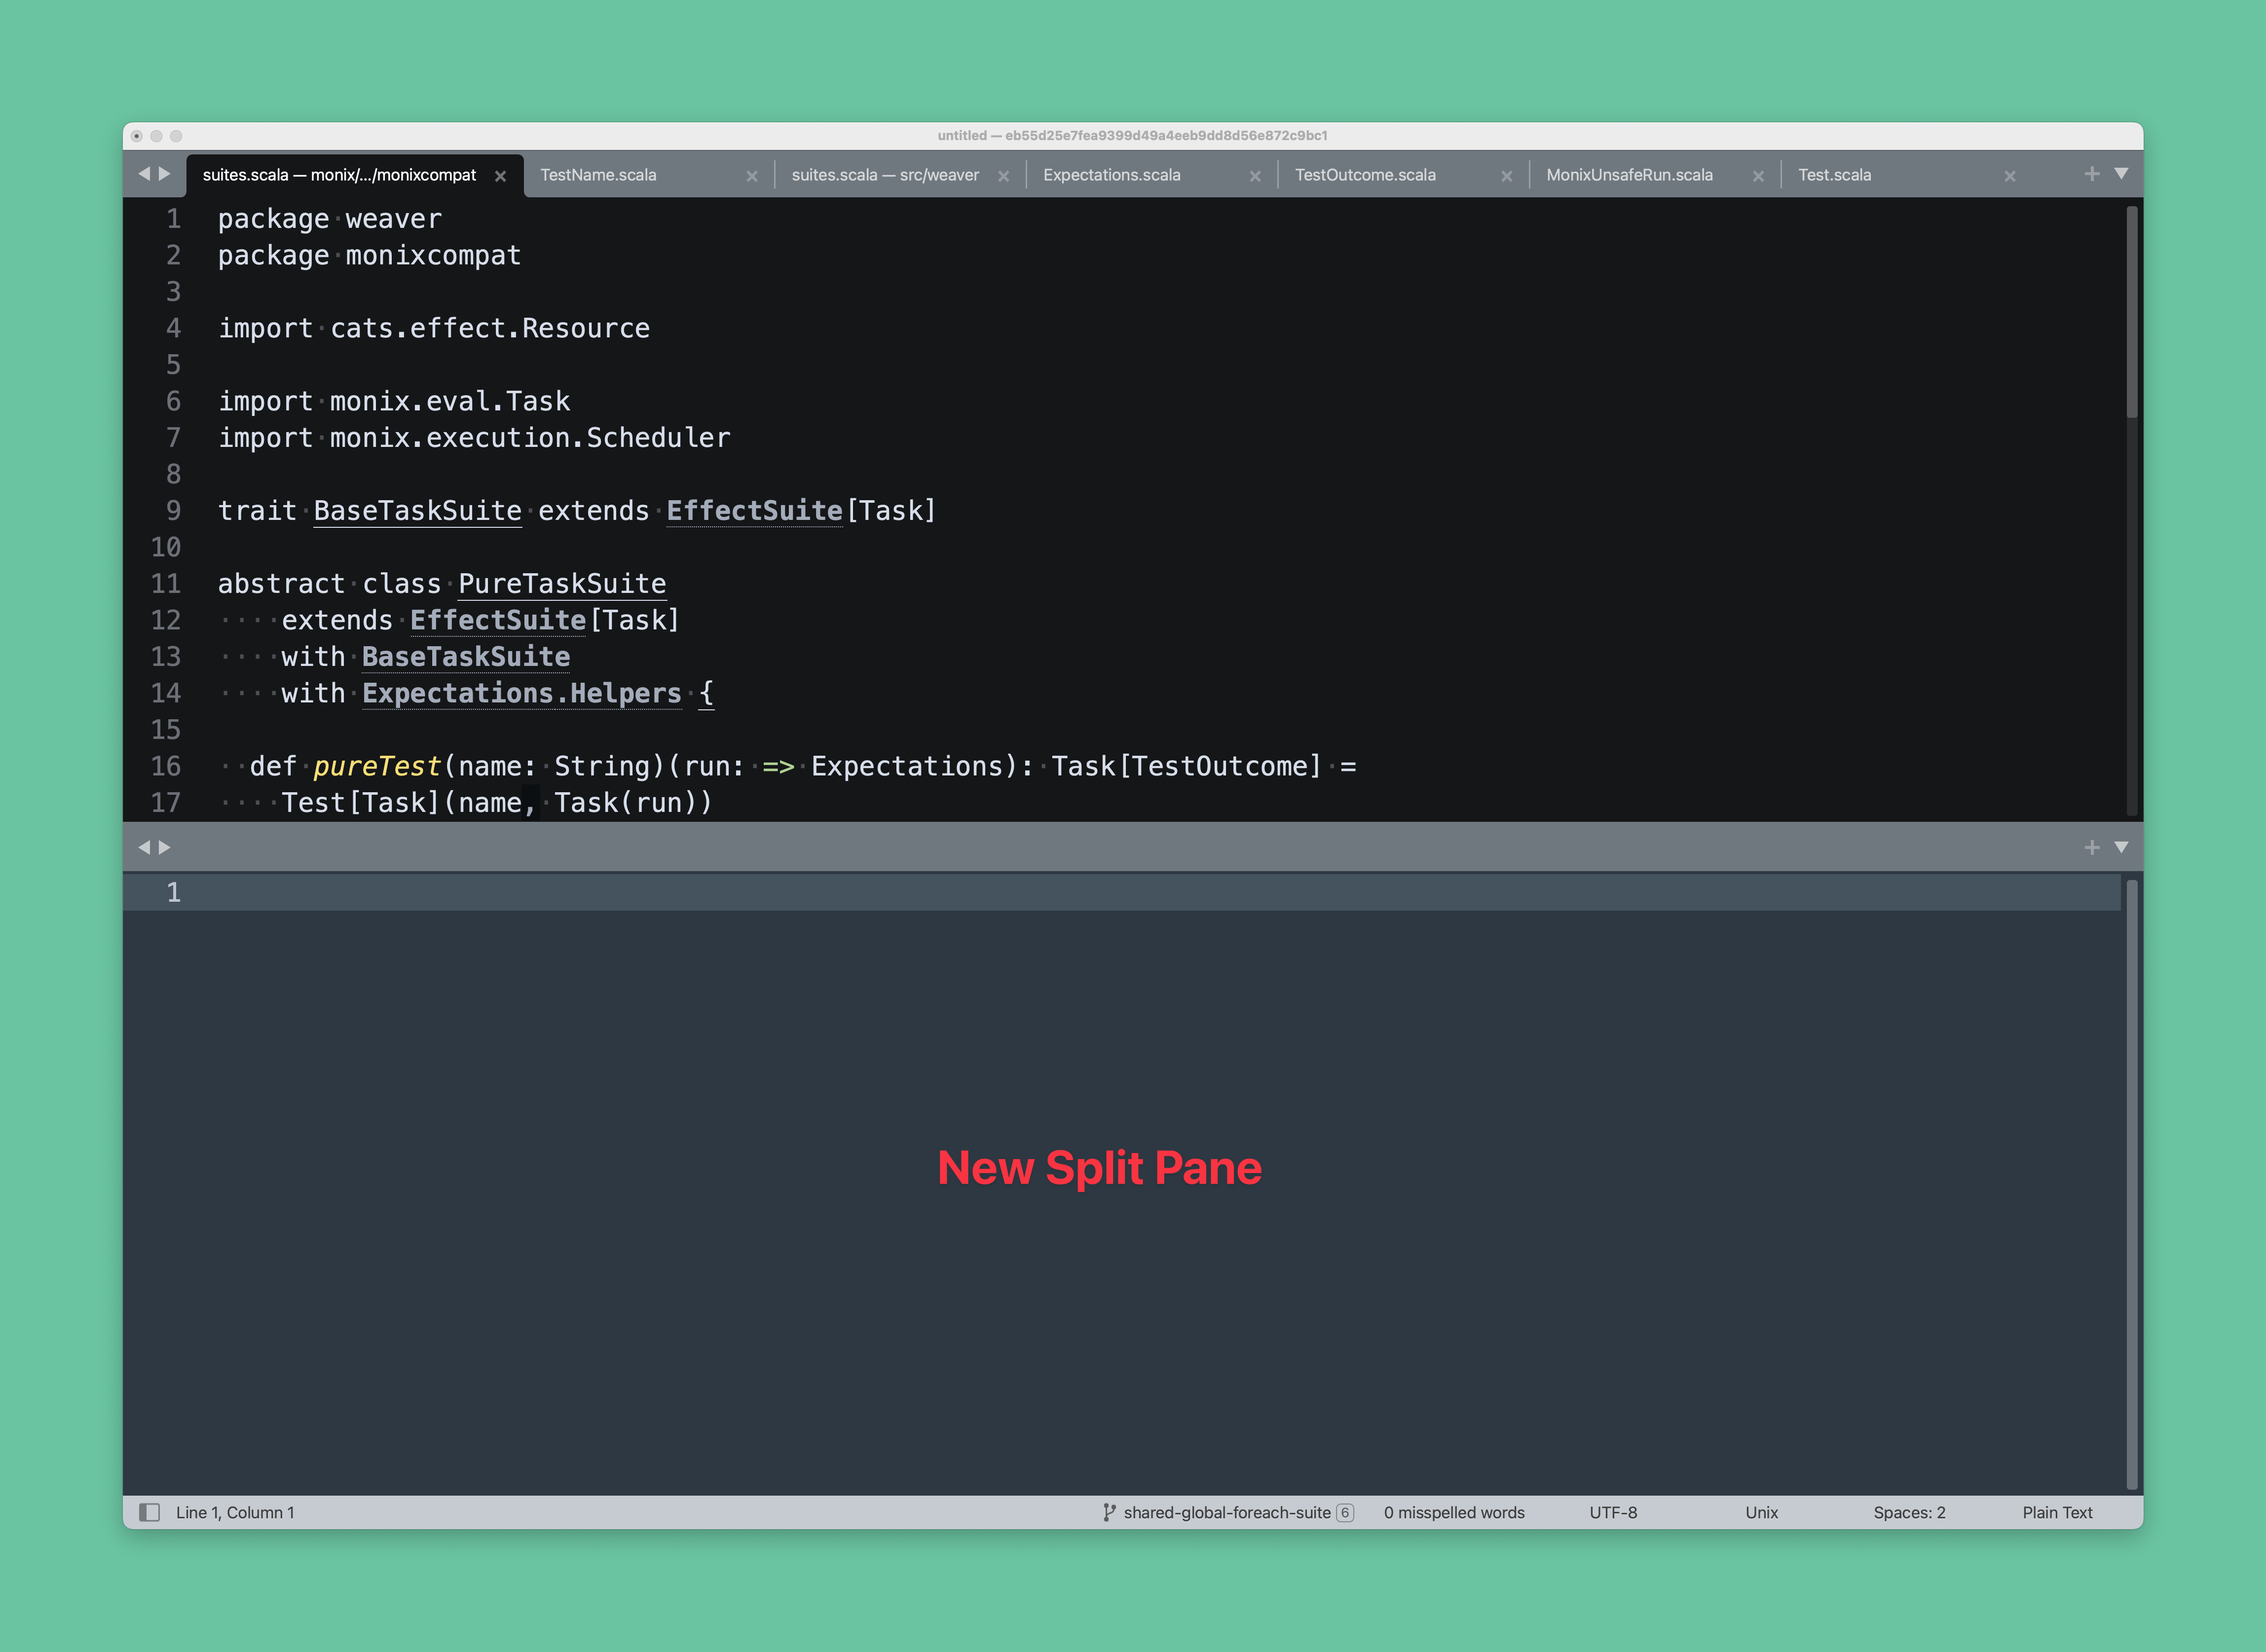 untitled — eb55d25e7fea9399d49a4eeb9dd8d56e872c9bc1
suites.scala — monix/.../monixcompat TestName.scala suites.scala — src/weaver Expectations.scala TestOutcome.scala MonixUnsafeRun.scala Test.scala
1 package weaver
2 package monixcompat
3
4 import cats.effect.Resource
5
6 import monix.eval.Task
7 import monix.execution.Scheduler
8
9 trait BaseTaskSuite extends EffectSuite[Task]
10
11 abstract class PureTaskSuite
12     extends EffectSuite[Task]
13     with BaseTaskSuite
14     with Expectations.Helpers {
15
16   def pureTest(name: String)(run: => Expectations): Task[TestOutcome] =
17     Test[Task](name, Task(run))
1
New Split Pane
Line 1, Column 1 shared-global-foreach-suite 6 0 misspelled words UTF-8 Unix Spaces: 2 Plain Text